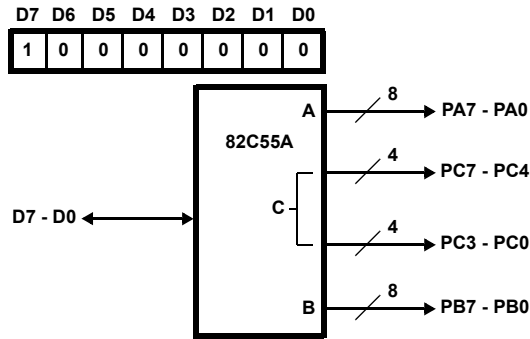 D7 D6 D5 D4 D3 D2 D1 D0
1 0 0 0 0 0 0 0
A 8 PA7 - PA0
82C55A
4 PC7 - PC4
C
D7 - D0
4 PC3 - PC0
B 8 PB7 - PB0